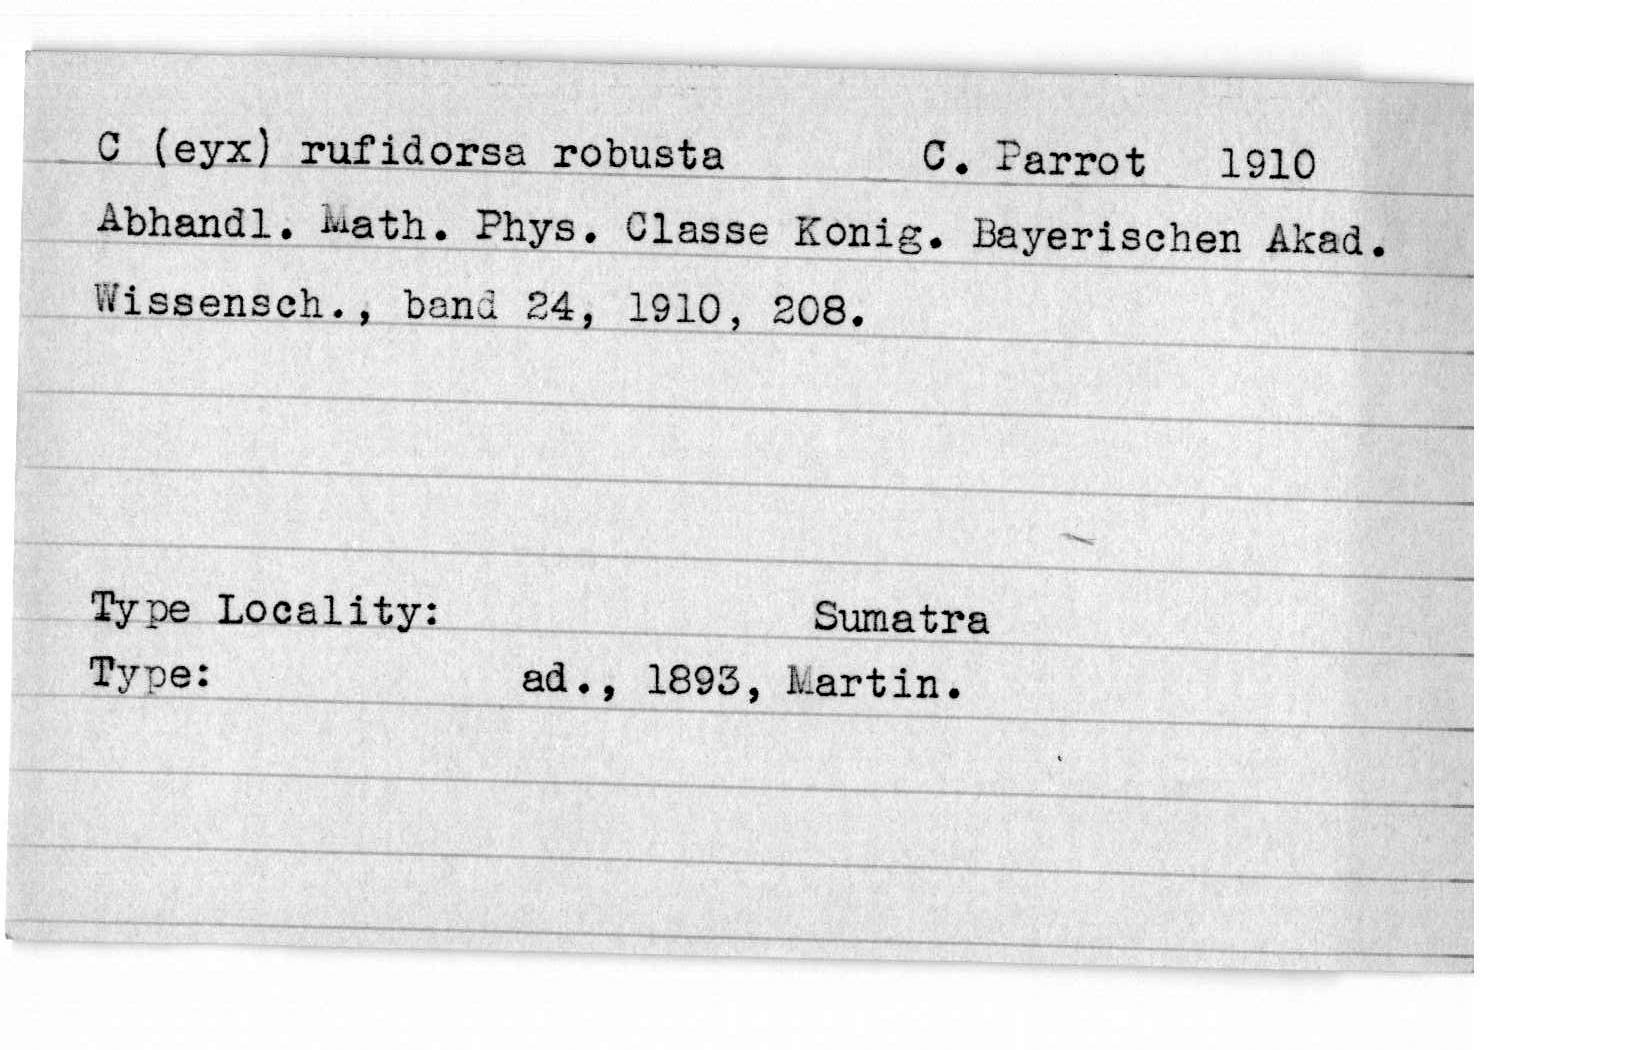 C (eyx) rufidorsa robusta C. Parrot 1910
Abhandl. Math. Phys. Classe Konig. Bayerischen Akad.
Wissensch., band 24, 1910, 208.
Type Locality: Sumatra
Type: ad., 1893, Martin.